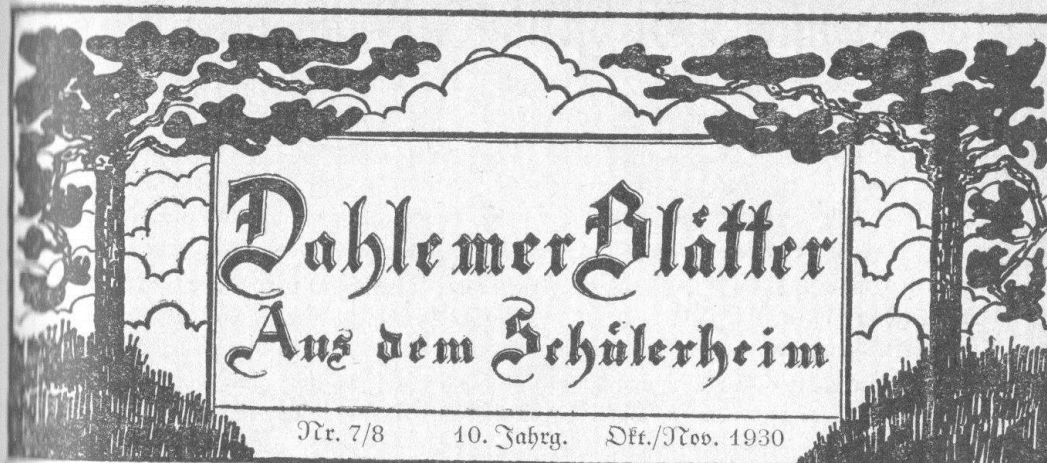 Dahlemer Blätter
Aus dem Schülerheim
Nr. 7/8 10. Jahrg. Okt./Nov. 1930